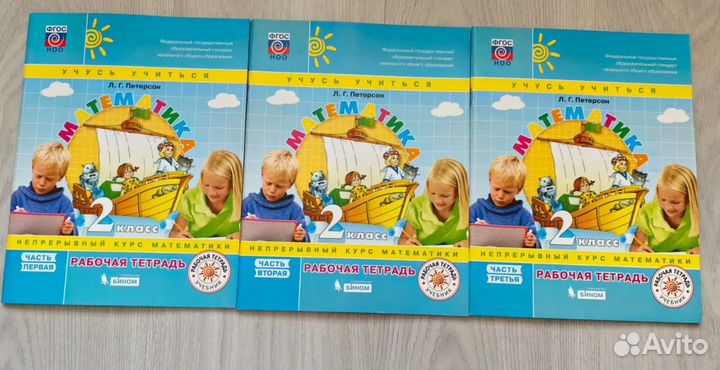 ФГОС
НОО
Федеральный государственный
образовательный стандарт
начального общего образования
УЧУСЬ УЧИТЬСЯ
Л. Г. Петерсон
МАТЕМАТИКА
2 класс
НЕПРЕРЫВНЫЙ КУРС МАТЕМАТИКИ
ЧАСТЬ
ПЕРВАЯ
РАБОЧАЯ ТЕТРАДЬ
БИНОМ
РАБОЧАЯ ТЕТРАДЬ
УЧЕБНИК
ФГОС
НОО
Федеральный государственный
образовательный стандарт
начального общего образования
УЧУСЬ УЧИТЬСЯ
Л. Г. Петерсон
МАТЕМАТИКА
2 класс
НЕПРЕРЫВНЫЙ КУРС МАТЕМАТИКИ
ЧАСТЬ
ВТОРАЯ
РАБОЧАЯ ТЕТРАДЬ
БИНОМ
РАБОЧАЯ ТЕТРАДЬ
УЧЕБНИК
ФГОС
НОО
Федеральный государственный
образовательный стандарт
начального общего образования
УЧУСЬ УЧИТЬСЯ
Л. Г. Петерсон
МАТЕМАТИКА
2 класс
НЕПРЕРЫВНЫЙ КУРС МАТЕМАТИКИ
ЧАСТЬ
ТРЕТЬЯ
РАБОЧАЯ ТЕТРАДЬ
БИНОМ
РАБОЧАЯ ТЕТРАДЬ
УЧЕБНИК
Avito